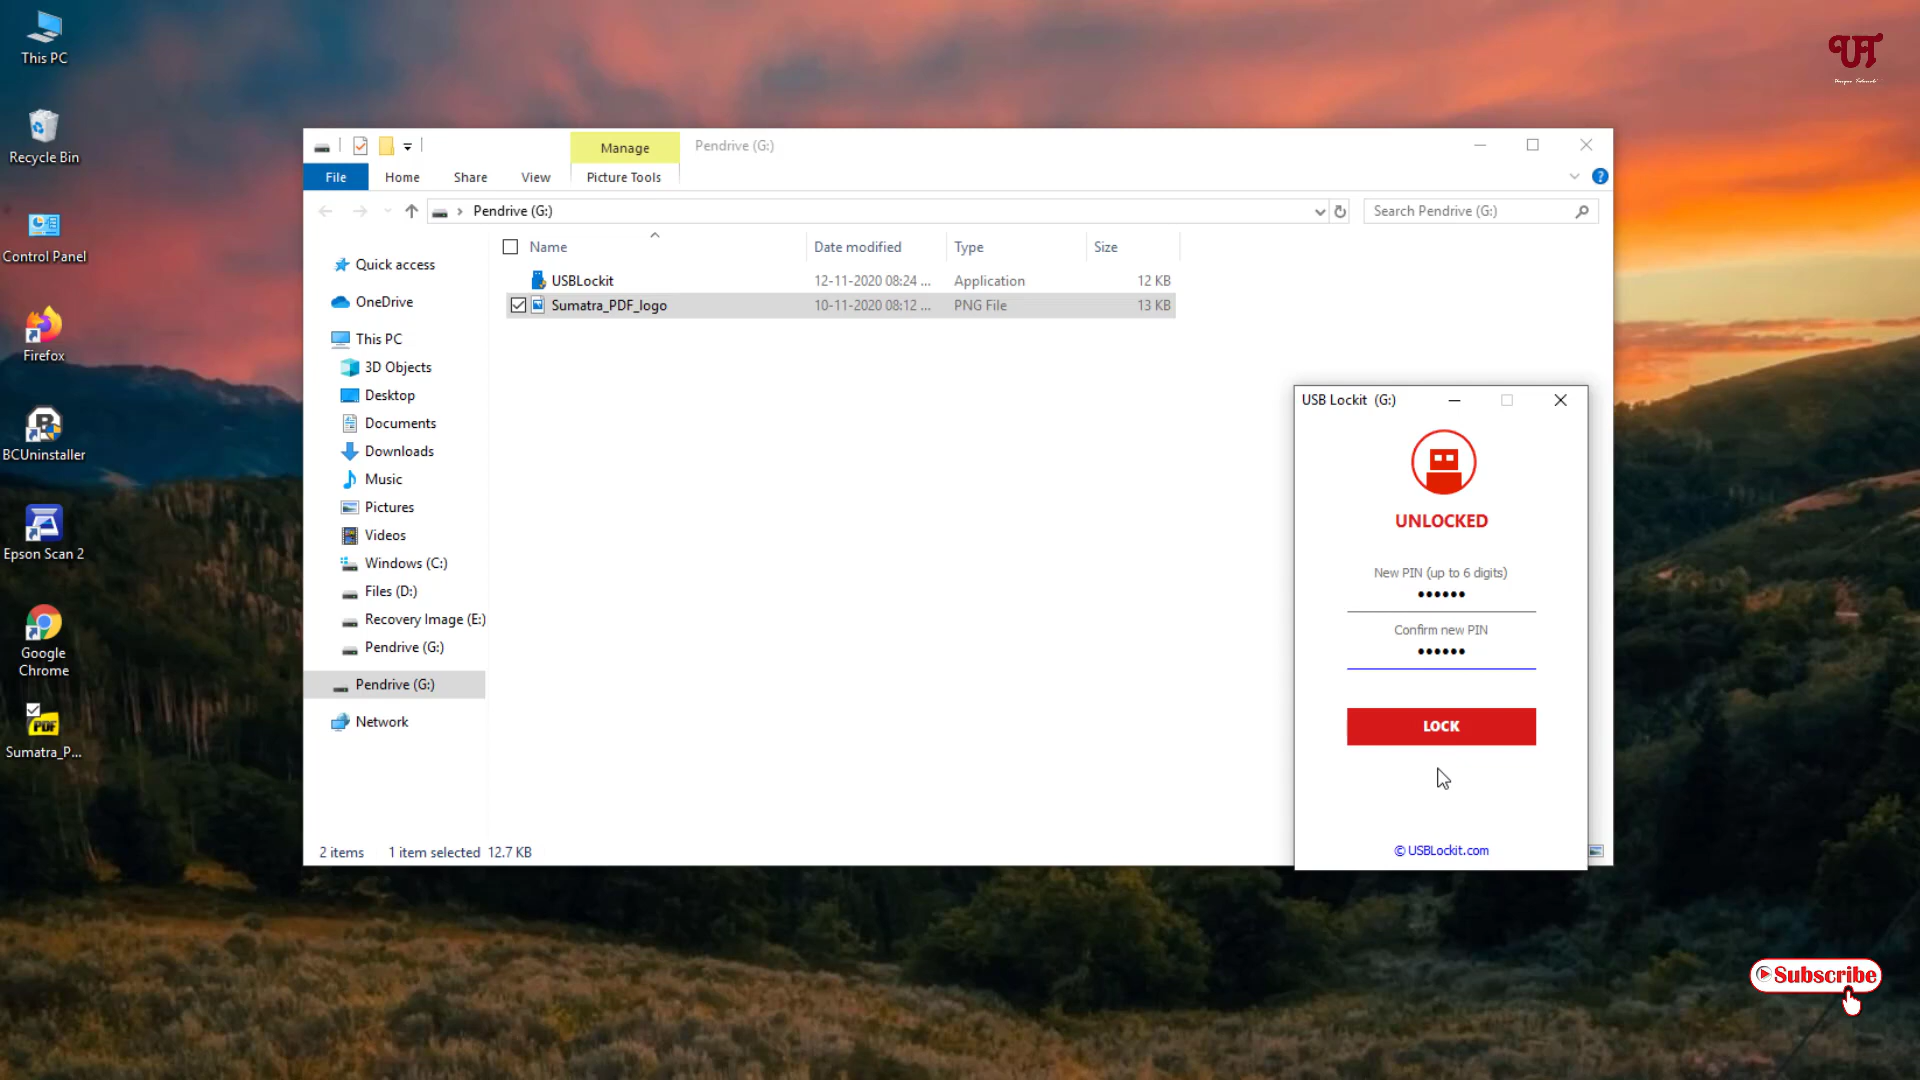 This PC
Recycle Bin
Control Panel
Firefox
BCUninstaller
Epson Scan 2
Google
Chrome
PDF
Sumatra_P...
UT
Manage
Pendrive (G:)
File
Home
Share
View
Picture Tools
Pendrive (G:)
Search Pendrive (G:)
Quick access
OneDrive
This PC
3D Objects
Desktop
Documents
Downloads
Music
Pictures
Videos
Windows (C:)
Files (D:)
Recovery Image (E:)
Pendrive (G:)
Pendrive (G:)
Network
Name Date modified Type Size
USBLockit 12-11-2020 08:24 ... Application 12 KB
Sumatra_PDF_logo 10-11-2020 08:12 ... PNG File 13 KB
2 items 1 item selected 12.7 KB
USB Lockit (G:)
UNLOCKED
New PIN (up to 6 digits)
••••••
Confirm new PIN
••••••
LOCK
© USBLockit.com
Subscribe